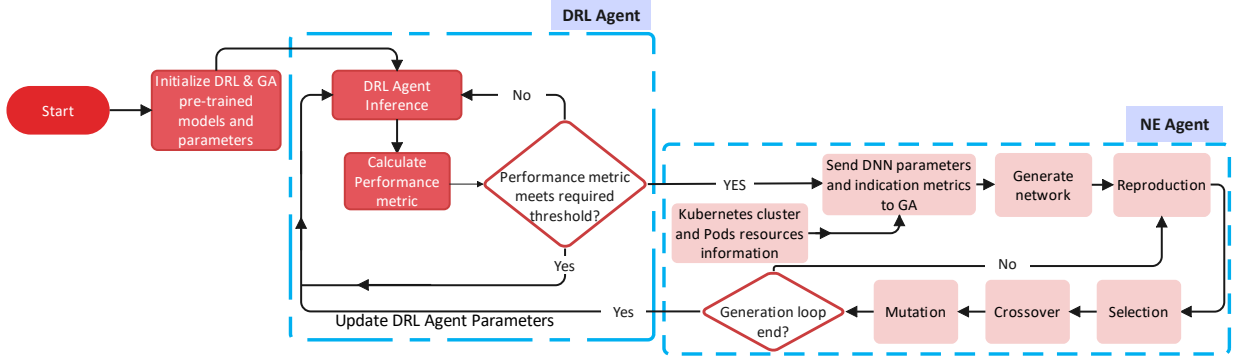 DRL Agent
Start
Initialize DRL & GA
pre-trained
models and
parameters
DRL Agent
Inference
No
Calculate
Performance
metric
Performance metric
meets required
threshold?
Yes
Update DRL Agent Parameters
NE Agent
YES
Send DNN parameters
and indication metrics
to GA
Generate
network
Reproduction
Kubernetes cluster
and Pods resources
information
No
Yes
Generation loop
end?
Mutation
Crossover
Selection